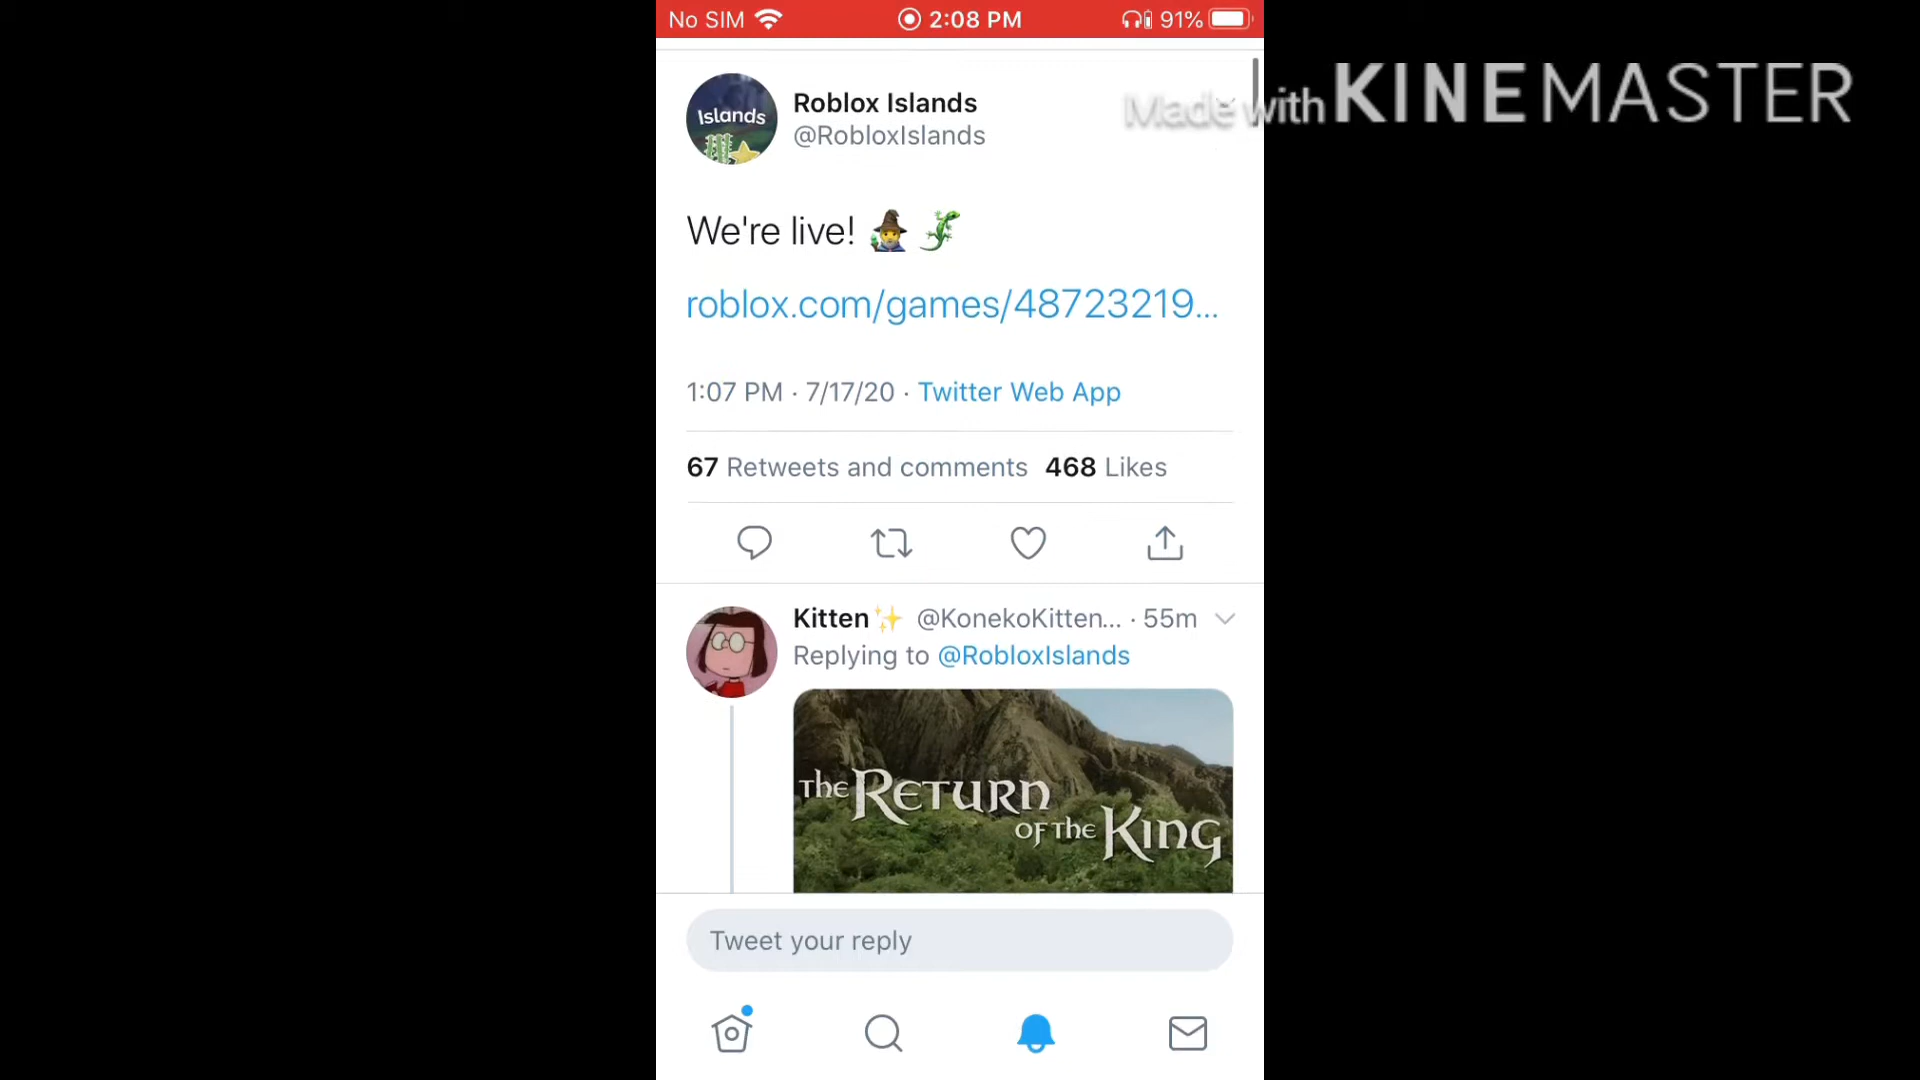 No SIM 2:08 PM 91%
Made with KINEMASTER
Islands
Roblox Islands
@RobloxIslands
We're live! 🧙‍♂️ 🦎
roblox.com/games/48723219...
1:07 PM · 7/17/20 · Twitter Web App
67 Retweets and comments 468 Likes
Kitten✨ @KonekoKitten... · 55m
Replying to @RobloxIslands
The Return
of the King
Tweet your reply